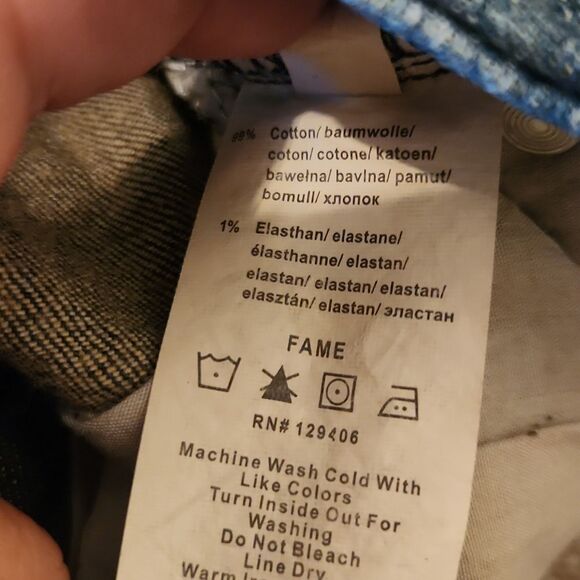 99% Cotton/ baumwolle/
coton/ cotone/ katoen/
bawełna/ bavlna/ pamut/
bomull/ хлопок
1% Elasthan/ elastane/
élasthanne/ elastan/
elastan/ elastan/ elastan/
elasztán/ elastan/ эластан
FAME
RN# 129406
Machine Wash Cold With
Like Colors
Turn Inside Out For
Washing
Do Not Bleach
Line Dry
Warm